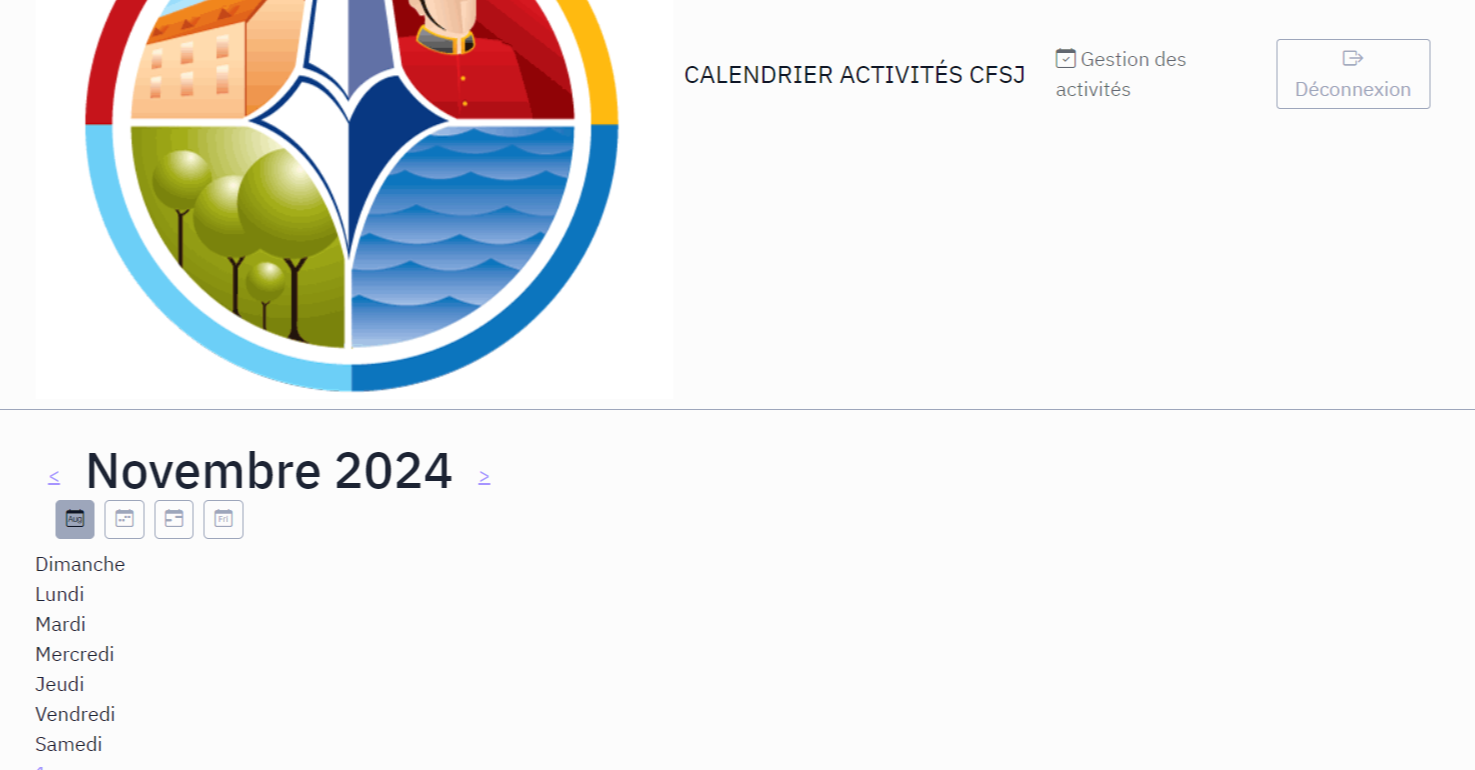 CALENDRIER ACTIVITÉS CFSJ
Gestion des
activités
Déconnexion
< Novembre 2024 >
Aug
Fri
Dimanche
Lundi
Mardi
Mercredi
Jeudi
Vendredi
Samedi